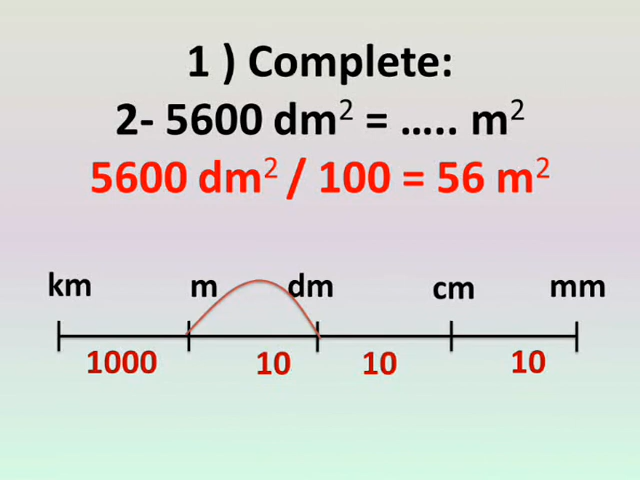 1 ) Complete:
2- 5600 dm² = ….. m²
5600 dm² / 100 = 56 m²
km m dm cm mm
1000 10 10 10